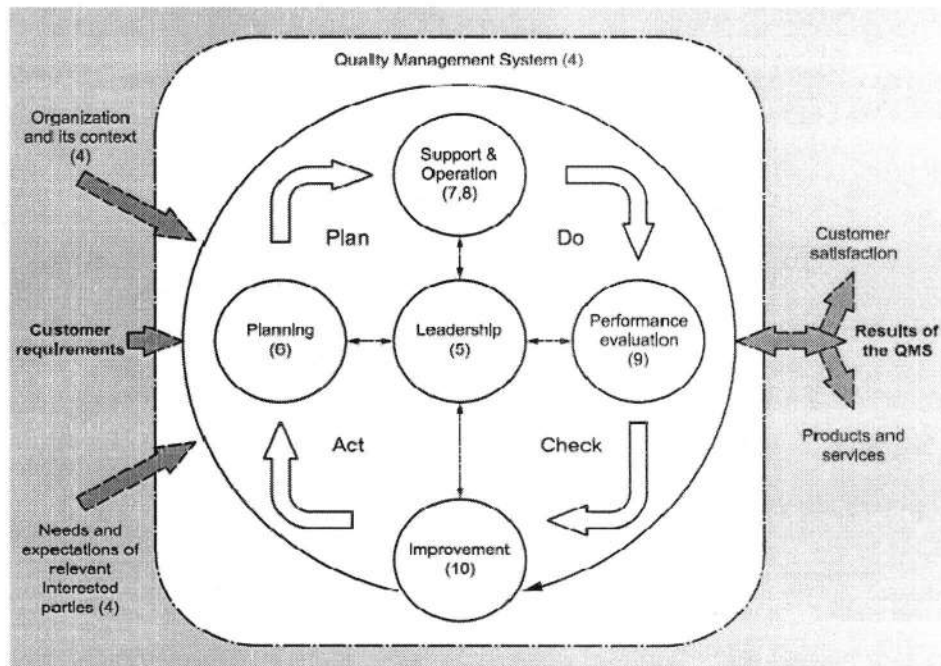 Quality Management System (4)
Organization
and its context
(4)
Support &
Operation
(7,8)
Plan
Do
Customer
satisfaction
Customer
requirements
Planning
(6)
Leadership
(5)
Performance
evaluation
(9)
Results of
the QMS
Act
Check
Products and
services
Needs and
expectations of
relevant
Interested
parties (4)
Improvement
(10)